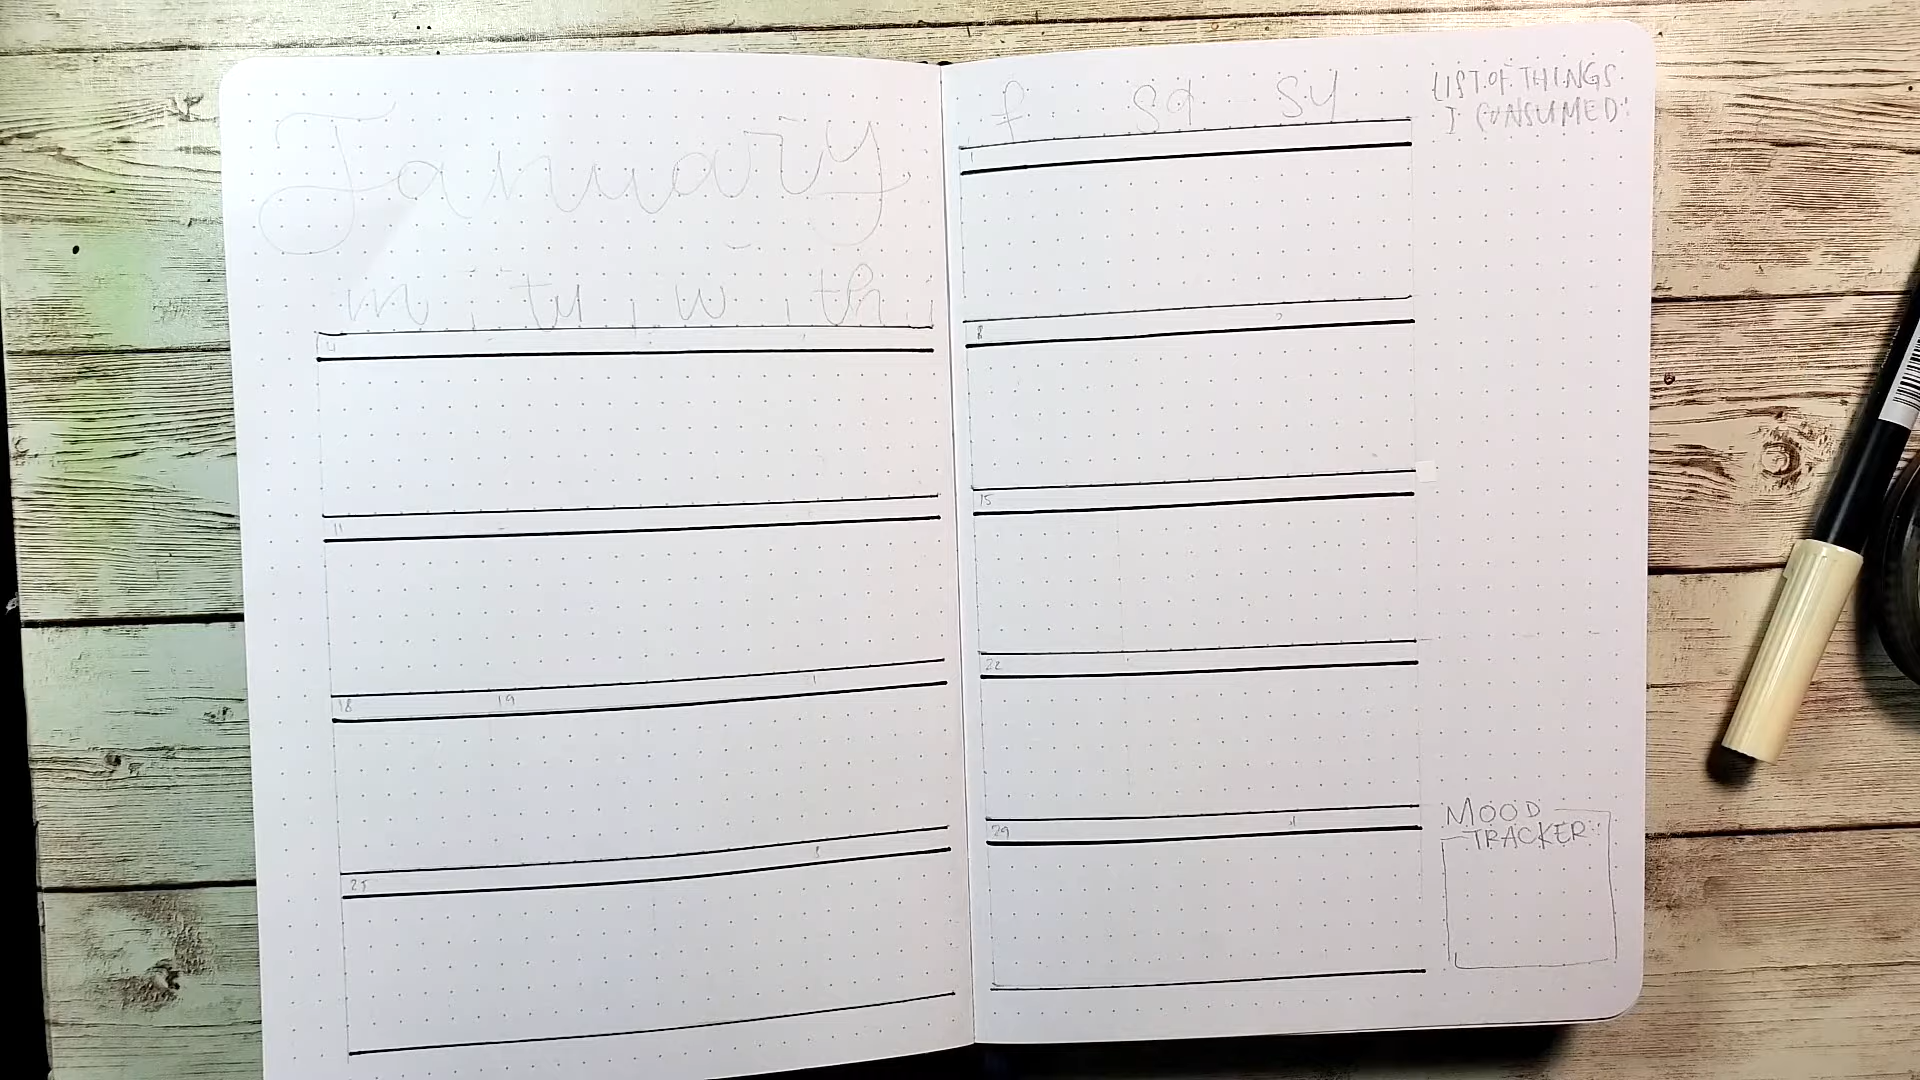 January
m tu w th
4
11
18 19 21
25
f sa su
1
8
15
22
29
LIST OF THINGS
I CONSUMED:
MOOD
TRACKER: